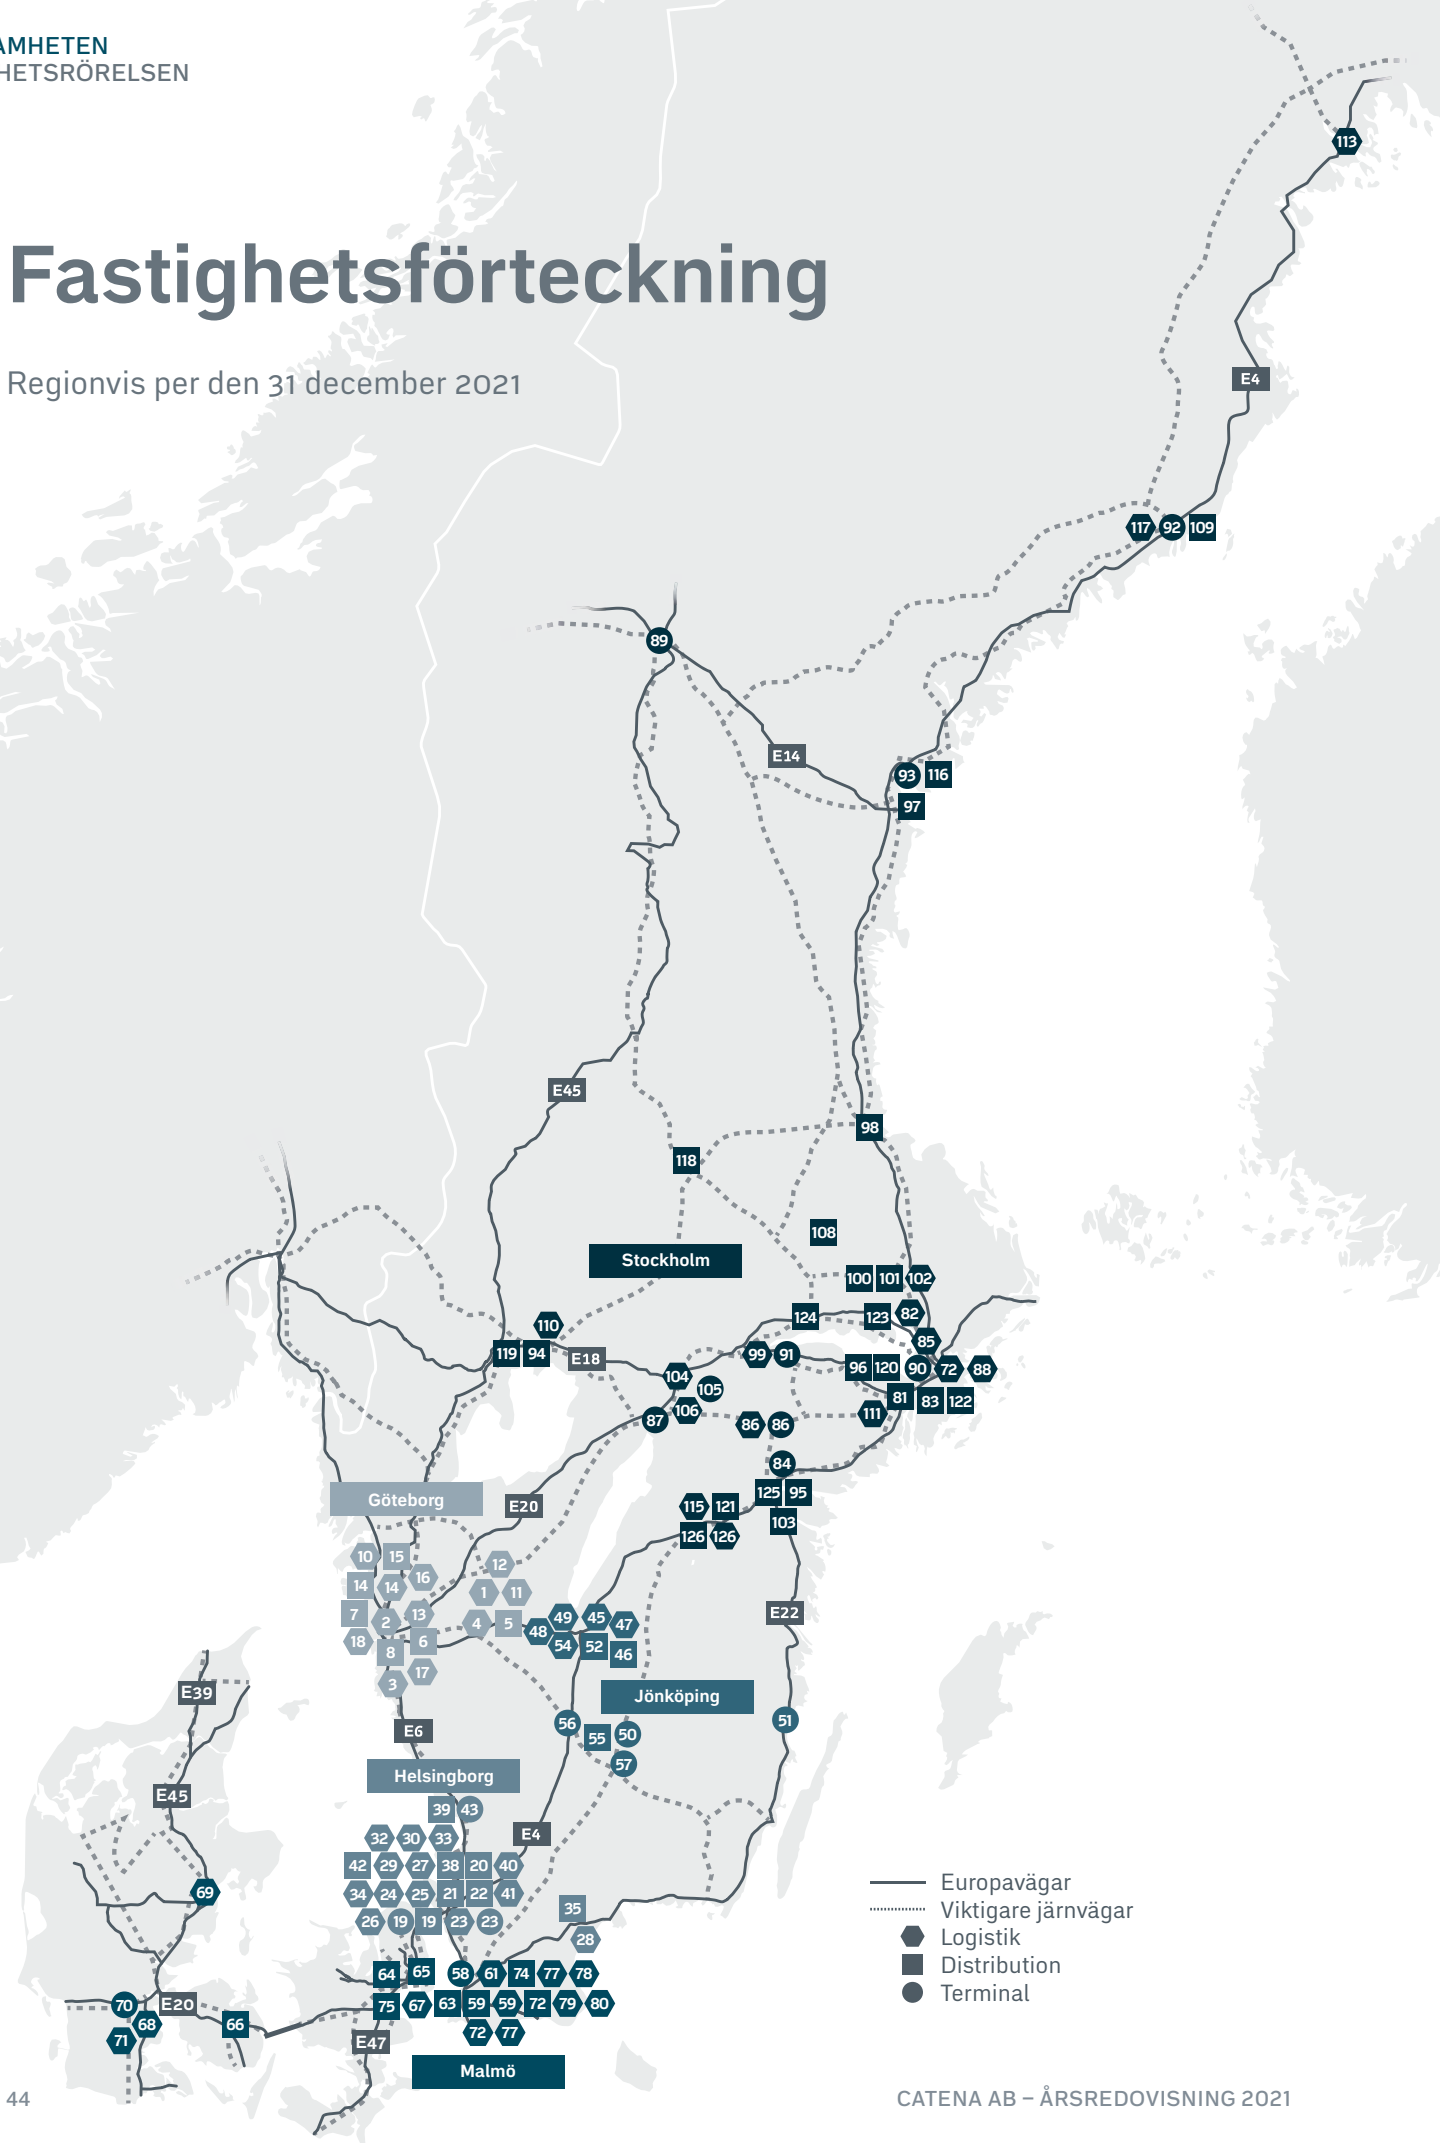 AMHETEN
HETSRÖRELSEN
113
Fastighetsförteckning
Regionvis per den 31 december 2021
E4
117 92 109
89
E14
93 116
97
E45
98
118
108
Stockholm
100 101 102
124 123 82
110
85
119 94 E18
99 91
96 120 90 72 88
104
105
81 83 122
106
111
87
86 86
84
125 95
Göteborg
E20
115 121
103
126 126
10 15
12
16
14 14
1 11
7
2 13
4 5
49 45 47
48
E22
18
8
6
54 52 46
17
3
E39
Jönköping
51
56
55 50
57
E6
Helsingborg
E45
39 43
32 30 33
E4
42 29 27 38 20 40
Europavägar
69
34 24 25 21 22 41
35
Viktigare järnvägar
26 19 19 23 23
28
Logistik
Distribution
64 65 58 61 74 77 78
Terminal
70 E20
75 67 63 59 59 72 79 80
68
66
71
E47
72 77
Malmö
44
CATENA AB – ÅRSREDOVISNING 2021